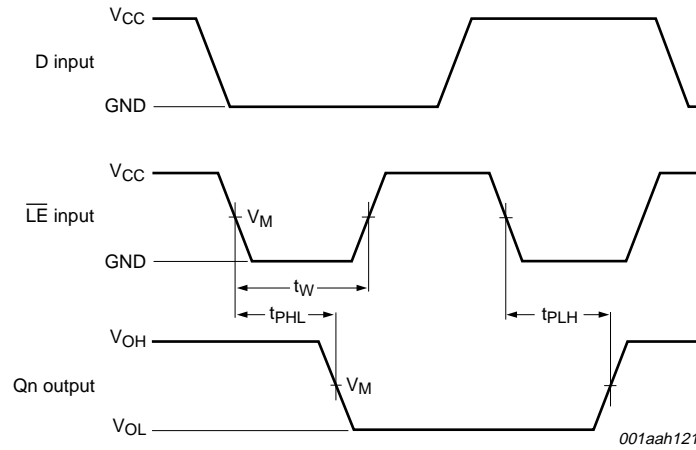 VCC
D input
GND
VCC
LE input
VM
GND
tW
tPHL
tPLH
VOH
Qn output
VM
VOL
001aah121